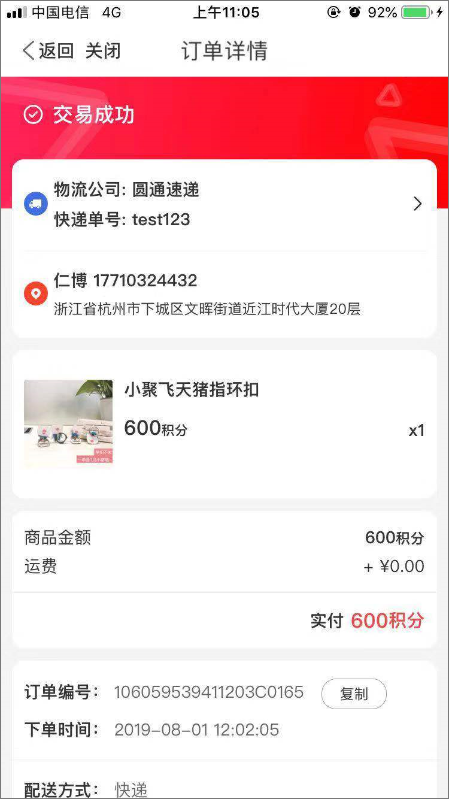 中国电信 4G 上午11:05 92%
返回 关闭 订单详情
交易成功
物流公司: 圆通速递
快递单号: test123
仁博 17710324432
浙江省杭州市下城区文晖街道近江时代大厦20层
小聚飞天猪指环扣
600积分 x1
商品金额 600积分
运费 + ¥0.00
实付 600积分
订单编号: 106059539411203C0165 复制
下单时间: 2019-08-01 12:02:05
配送方式: 快递